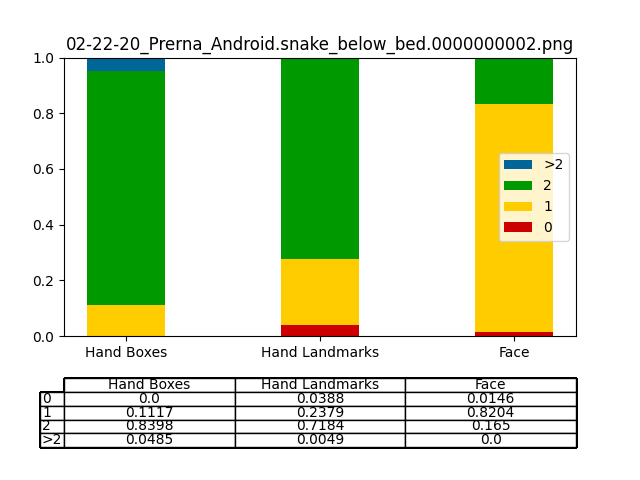 02-22-20_Prerna_Android.snake_below_bed.0000000002.png
1.0
0.8
0.6
0.4
0.2
0.0
>2
2
1
0
Hand Boxes Hand Landmarks Face
Hand Boxes Hand Landmarks Face
0 0.0 0.0388 0.0146
1 0.1117 0.2379 0.8204
2 0.8398 0.7184 0.165
>2 0.0485 0.0049 0.0